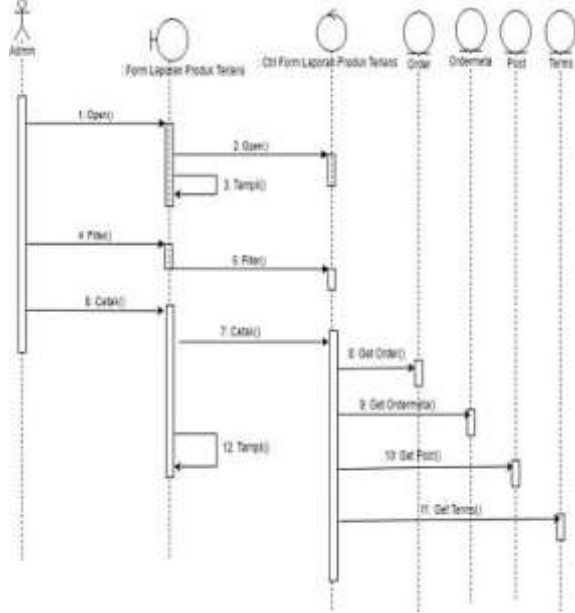 Admin
Form Laporan Produk Terlaris
Ctrl Form Laporan Produk Terlaris
Order
Ordermeta
Post
Terms
1: Open()
2: Open()
3: Tampil()
4: Filter()
5: Filter()
6: Cetak()
7: Cetak()
8: Get Order()
9: Get Ordermeta()
10: Get Post()
11: Get Terms()
12: Tampil()